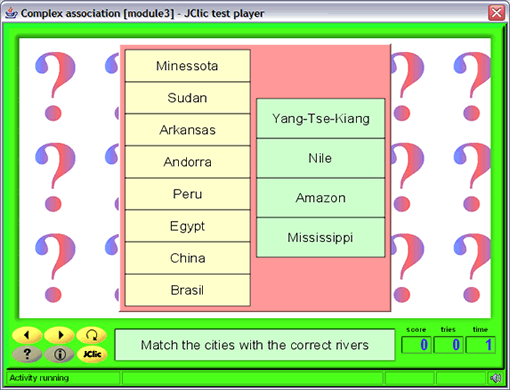 Complex association [module3] - JClic test player
Minessota
Sudan
Arkansas
Andorra
Peru
Egypt
China
Brasil
Yang-Tse-Kiang
Nile
Amazon
Mississippi
JClic
Match the cities with the correct rivers
score tries time
0 0 1
Activity running